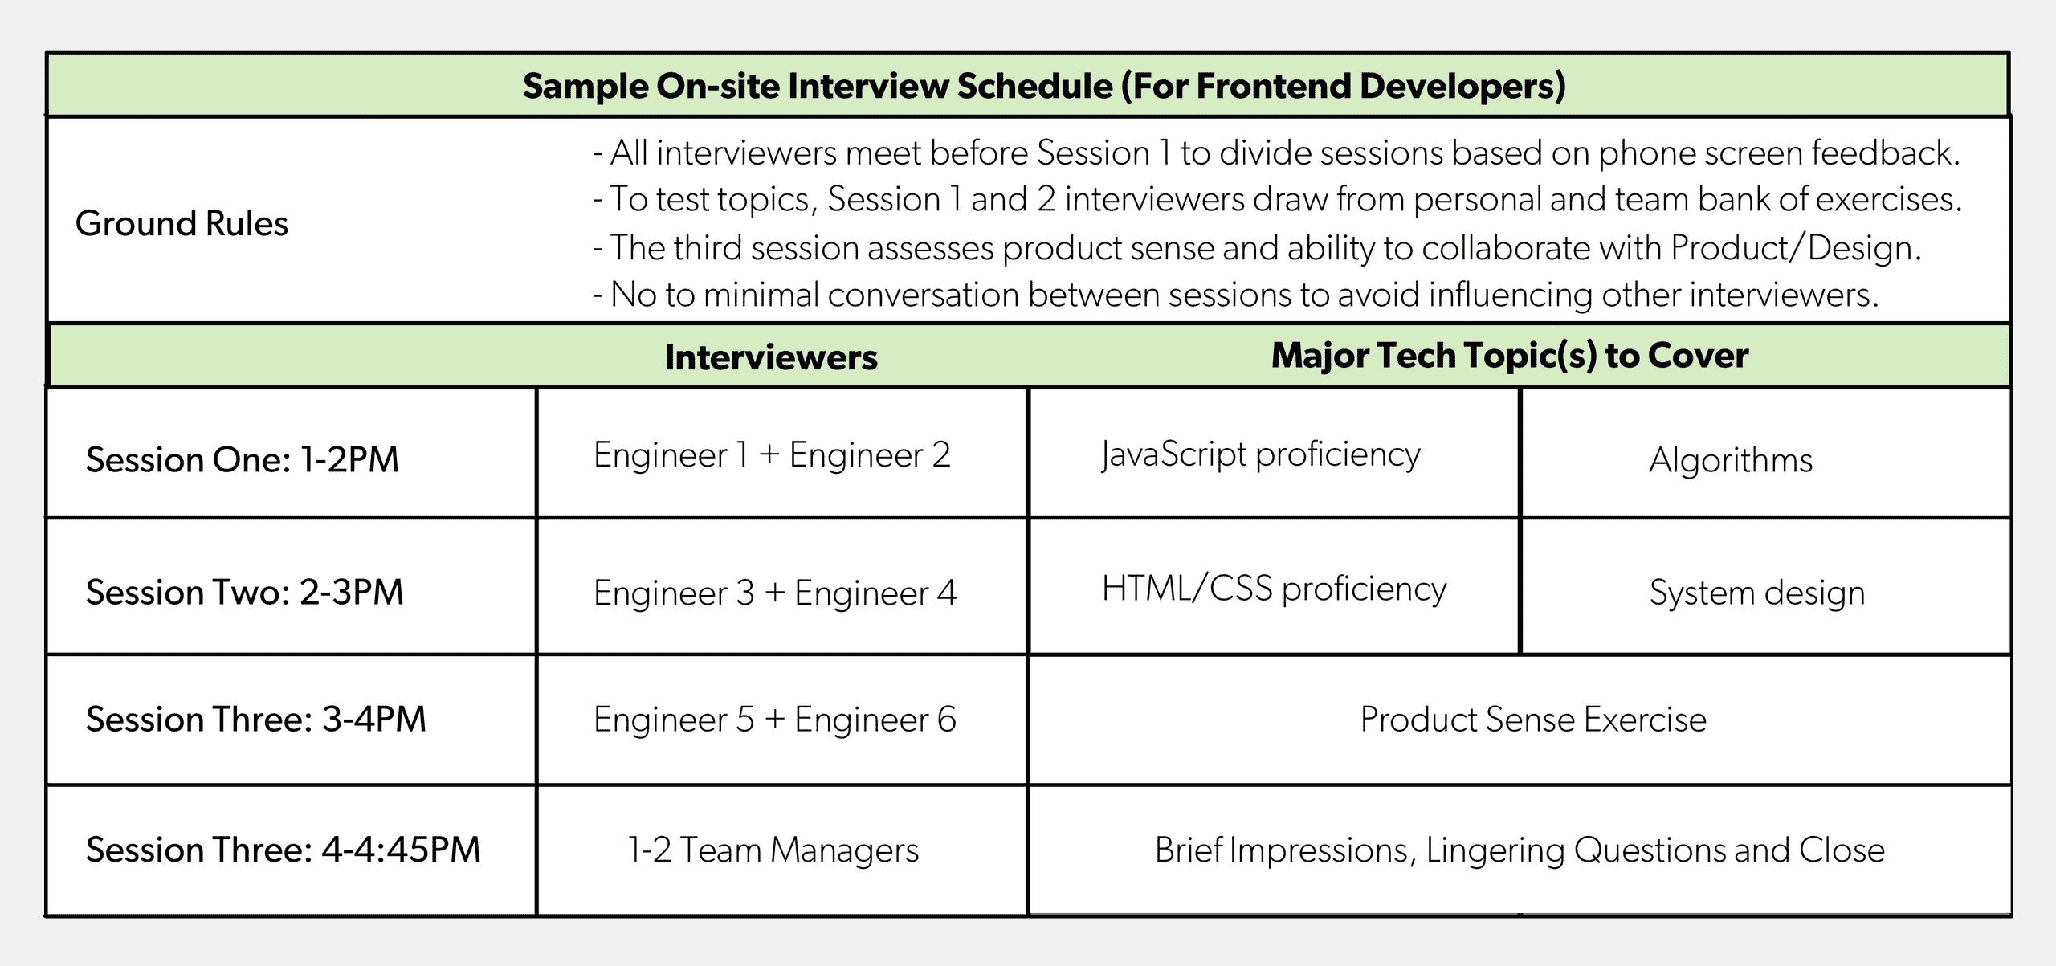 Sample On-site Interview Schedule (For Frontend Developers)
Ground Rules
- All interviewers meet before Session 1 to divide sessions based on phone screen feedback.
- To test topics, Session 1 and 2 interviewers draw from personal and team bank of exercises.
- The third session assesses product sense and ability to collaborate with Product/Design.
- No to minimal conversation between sessions to avoid influencing other interviewers.
Interviewers
Major Tech Topic(s) to Cover
Session One: 1-2PM
Engineer 1 + Engineer 2
JavaScript proficiency
Algorithms
Session Two: 2-3PM
Engineer 3 + Engineer 4
HTML/CSS proficiency
System design
Session Three: 3-4PM
Engineer 5 + Engineer 6
Product Sense Exercise
Session Three: 4-4:45PM
1-2 Team Managers
Brief Impressions, Lingering Questions and Close